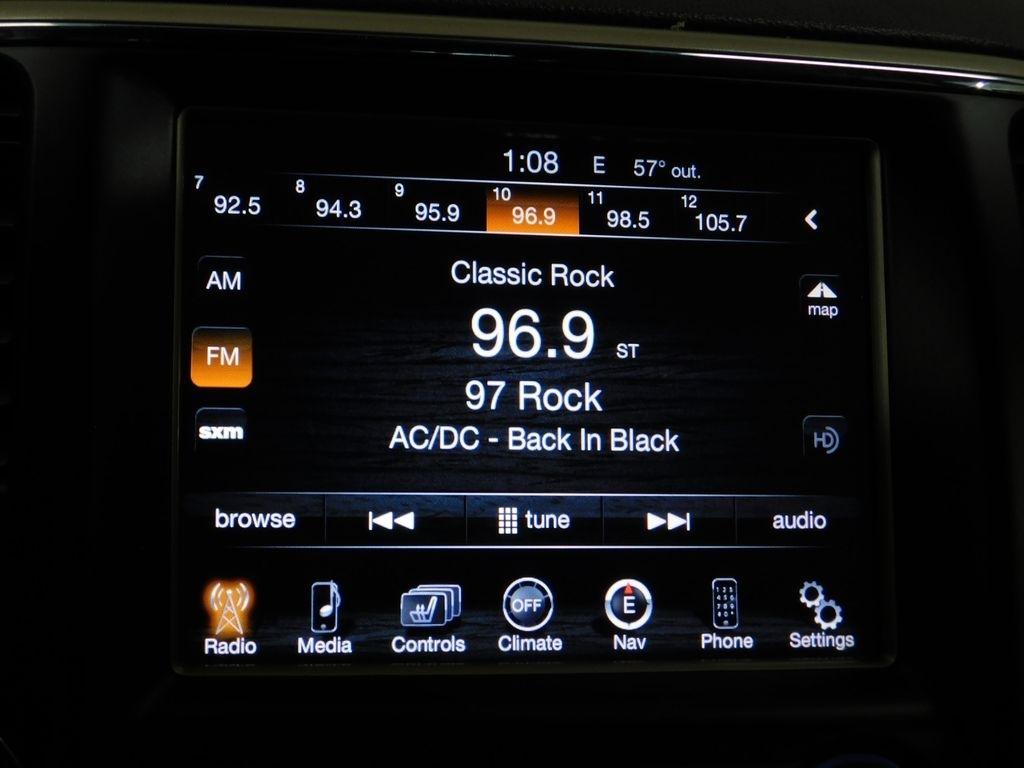 1:08 E 57° out.
7 92.5 8 94.3 9 95.9 10 96.9 11 98.5 12 105.7
AM
Classic Rock
map
96.9 ST
FM
97 Rock
sxm
AC/DC - Back In Black
HD
browse tune audio
OFF E
Radio Media Controls Climate Nav Phone Settings